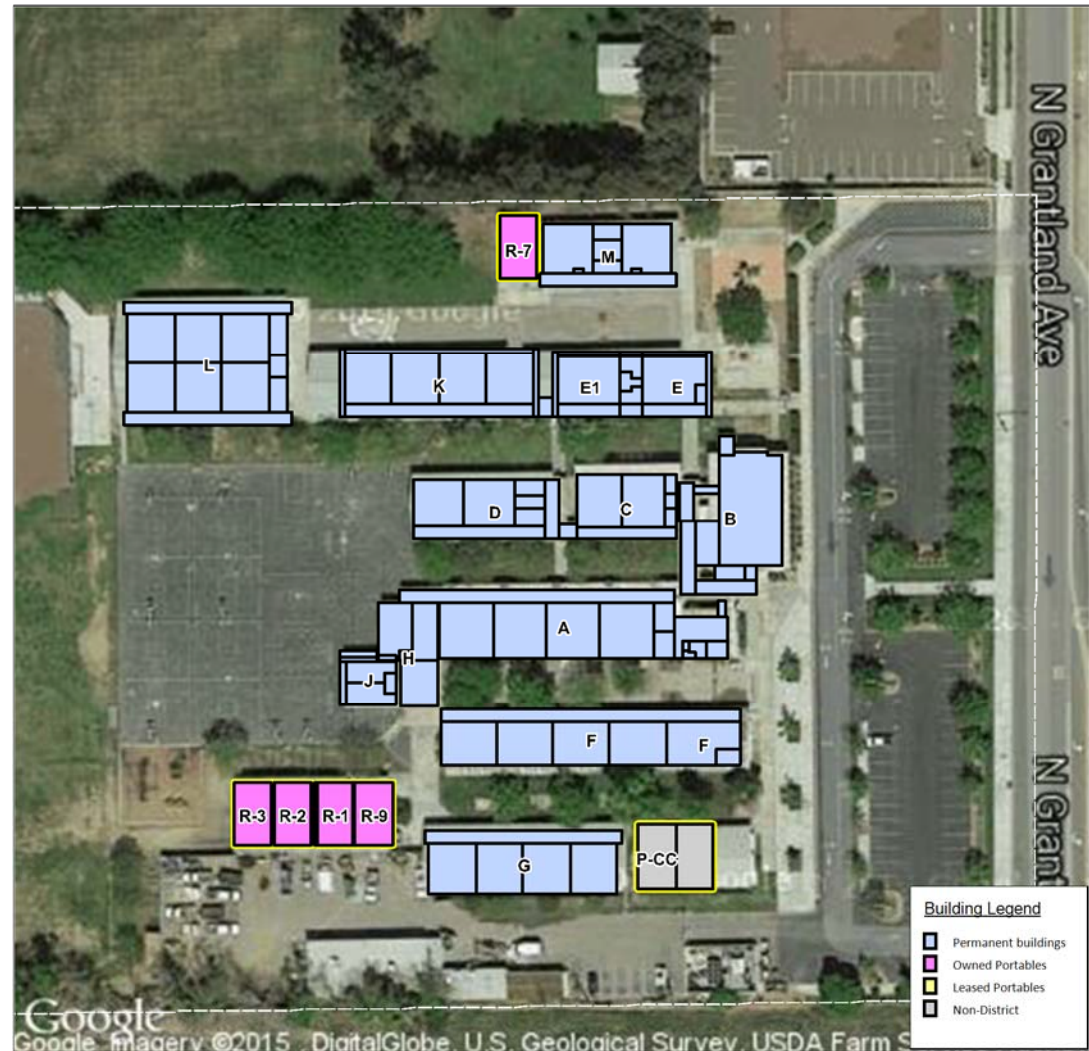 N Grantland Ave
R-7
M
L
K
E1
E
D
C
B
A
H
J
F
F
R-3
R-2
R-1
R-9
G
P-CC
N Grant
Building Legend
Permanent buildings
Owned Portables
Leased Portables
Non-District
Google
Google Imagery ©2015 , DigitalGlobe, U.S. Geological Survey, USDA Farm S